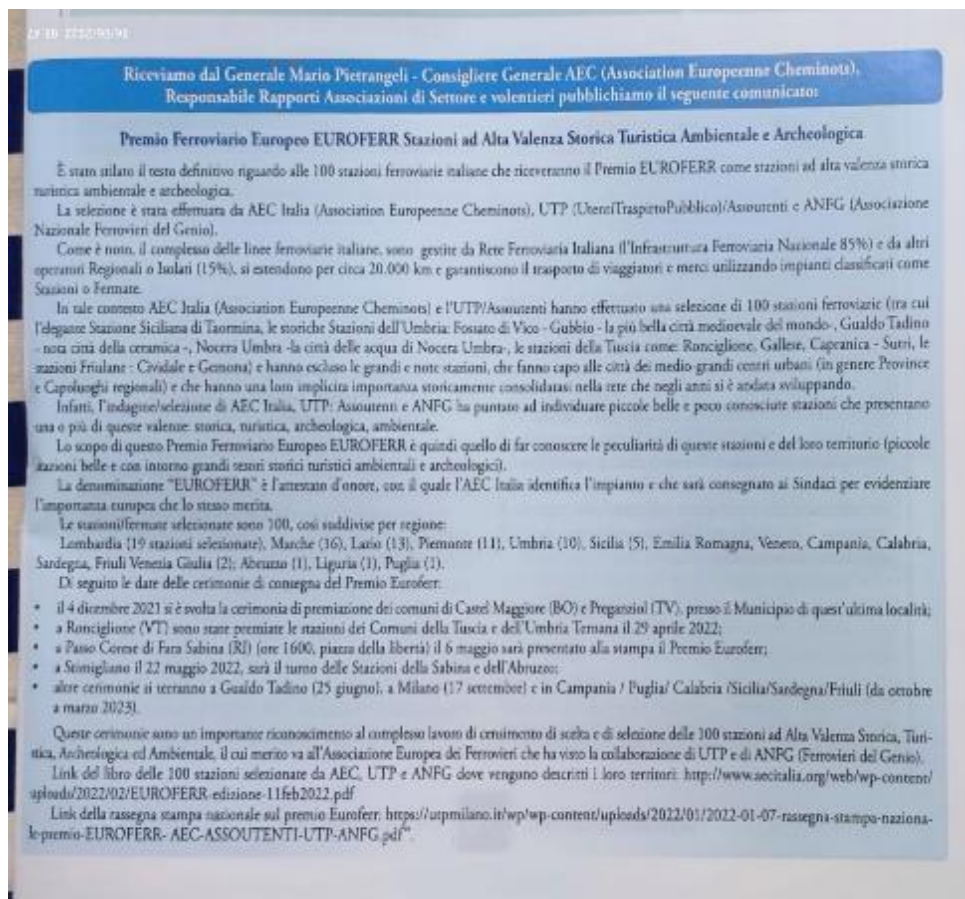 Riceviamo dal Generale Mario Pietrangeli - Consigliere Generale AEC (Association Europeenne Cheminots),
Responsabile Rapporti Associazioni di Settore e volentieri pubblichiamo il seguente comunicato:
Premio Ferroviario Europeo EUROFERR Stazioni ad Alta Valenza Storica Turistica Ambientale e Archeologica
È stato stilato il testo definitivo riguardo alle 100 stazioni ferroviarie italiane che riceveranno il Premio EUROFERR come stazioni ad alta valenza storica
turistica ambientale e archeologica.
La selezione è stata effettuata da AEC Italia (Association Europeenne Cheminots), UTP (UtentiTrasportoPubblico)/Assoutenti e ANFG (Associazione
Nazionale Ferrovieri del Genio).
Come è noto, il complesso delle linee ferroviarie italiane, sono gestite da Rete Ferroviaria Italiana (l'Infrastruttura Ferroviaria Nazionale 85%) e da altri
operatori Regionali o Isolati (15%), si estendono per circa 20.000 km e garantiscono il trasporto di viaggiatori e merci utilizzando impianti classificati come
Stazioni o Fermate.
In tale contesto AEC Italia (Association Europeenne Cheminots) e l'UTP/Assoutenti hanno effettuato una selezione di 100 stazioni ferroviarie (tra cui
l'elegante Stazione Siciliana di Taormina, le storiche Stazioni dell'Umbria: Fossato di Vico - Gubbio - la più bella città medioevale del mondo-, Gualdo Tadino
- nota città della ceramica -, Nocera Umbra -la città delle acqua di Nocera Umbra-, le stazioni della Tuscia come: Ronciglione, Gallese, Capranica - Sutri, le
stazioni Friulane : Cividale e Gemona) e hanno escluso le grandi e note stazioni, che fanno capo alle città dei medio-grandi centri urbani (in genere Province
e Capoluoghi regionali) e che hanno una loro implicita importanza storicamente consolidatasi nella rete che negli anni si è andata sviluppando.
Infatti, l'indagine/selezione di AEC Italia, UTP: Assoutenti e ANFG ha puntato ad individuare piccole belle e poco conosciute stazioni che presentano
una o più di queste valenze: storica, turistica, archeologica, ambientale.
Lo scopo di questo Premio Ferroviario Europeo EUROFERR è quindi quello di far conoscere le peculiarità di queste stazioni e del loro territorio (piccole
stazioni belle e con intorno grandi tesori storici turistici ambientali e archeologici).
La denominazione "EUROFERR" è l'attestato d'onore, con il quale l'AEC Italia identifica l'impianto e che sarà consegnato ai Sindaci per evidenziare
l'importanza europea che lo stesso merita.
Le stazioni/fermate selezionate sono 100, così suddivise per regione:
Lombardia (19 stazioni selezionate), Marche (16), Lazio (13), Piemonte (11), Umbria (10), Sicilia (5), Emilia Romagna, Veneto, Campania, Calabria,
Sardegna, Friuli Venezia Giulia (2); Abruzzo (1), Liguria (1), Puglia (1).
Di seguito le date delle cerimonie di consegna del Premio Euroferr:
• il 4 dicembre 2021 si è svolta la cerimonia di premiazione dei comuni di Castel Maggiore (BO) e Preganziol (TV), presso il Municipio di quest'ultima località;
• a Ronciglione (VT) sono state premiate le stazioni dei Comuni della Tuscia e dell'Umbria Ternana il 29 aprile 2022;
• a Passo Corese di Fara Sabina (RI) (ore 1600, piazza della libertà) il 6 maggio sarà presentato alla stampa il Premio Euroferr;
• a Stimigliano il 22 maggio 2022, sarà il turno delle Stazioni della Sabina e dell'Abruzzo;
• altre cerimonie si terranno a Gualdo Tadino (25 giugno), a Milano (17 settembre) e in Campania / Puglia/ Calabria /Sicilia/Sardegna/Friuli (da octobre
a marzo 2023).
Queste cerimonie sono un importante riconoscimento al complesso lavoro di censimento di scelta e di selezione delle 100 stazioni ad Alta Valenza Storica, Turi-
stica, Archeologica ed Ambientale, il cui merito va all'Associazione Europea dei Ferrovieri che ha visto la collaborazione di UTP e di ANFG (Ferrovieri del Genio).
Link del libro delle 100 stazioni selezionate da AEC, UTP e ANFG dove vengono descritti i loro territori: http://www.aecitalia.org/web/wp-content/
uploads/2022/02/EUROFERR-edizione-11feb2022.pdf
Link della rassegna stampa nazionale sul premio Euroferr: https://utpmilano.it/wp/wp-content/uploads/2022/01/2022-01-07-rassegna-stampa-naziona-
le-premio-EUROFERR- AEC-ASSOUTENTI-UTP-ANFG.pdf".